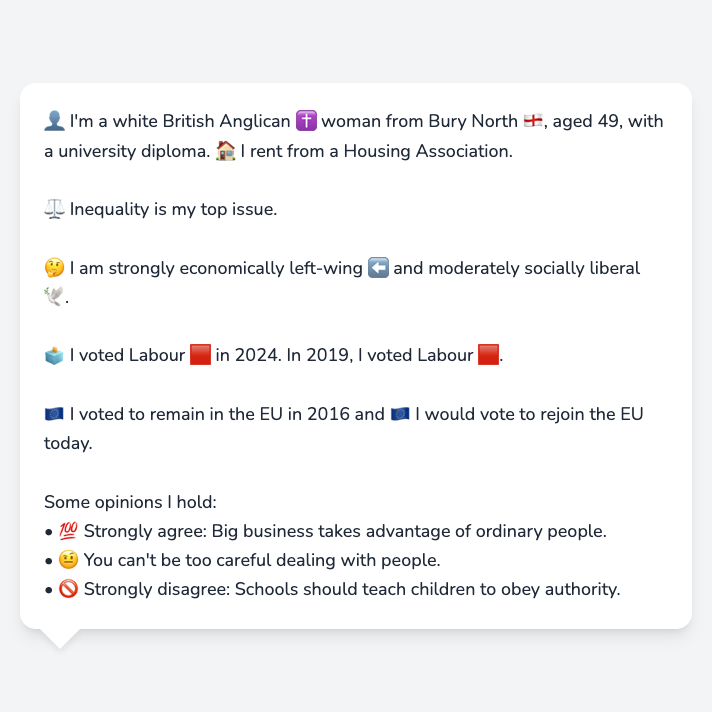 👤 I'm a white British Anglican ✝️ woman from Bury North 🏴󠁧󠁢󠁥󠁮󠁧󠁿, aged 49, with
a university diploma. 🏠 I rent from a Housing Association.
⚖️ Inequality is my top issue.
🤔 I am strongly economically left-wing ⬅️ and moderately socially liberal
🕊️.
🗳️ I voted Labour 🟥 in 2024. In 2019, I voted Labour 🟥.
🇪🇺 I voted to remain in the EU in 2016 and 🇪🇺 I would vote to rejoin the EU
today.
Some opinions I hold:
• 💯 Strongly agree: Big business takes advantage of ordinary people.
• 🤨 You can't be too careful dealing with people.
• 🚫 Strongly disagree: Schools should teach children to obey authority.